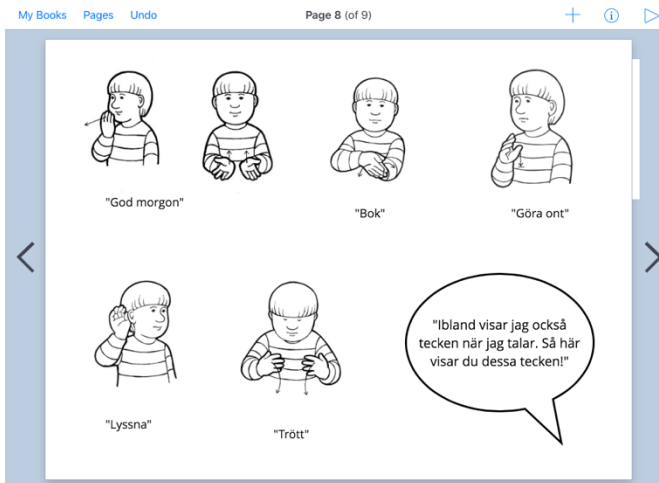 My Books Pages Undo Page 8 (of 9)
"God morgon"
"Bok"
"Göra ont"
"Lyssna"
"Trött"
"Ibland visar jag också
tecken när jag talar. Så här
visar du dessa tecken!"